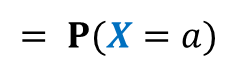 = P(X = a)